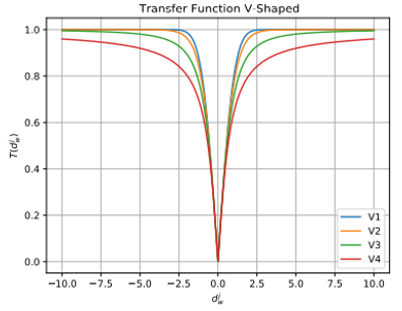 Transfer Function V-Shaped
1.0
0.8
0.6
0.4
0.2
0.0
T(d_w^j)
V1
V2
V3
V4
−10.0 −7.5 −5.0 −2.5 0.0 2.5 5.0 7.5 10.0
d_w^j